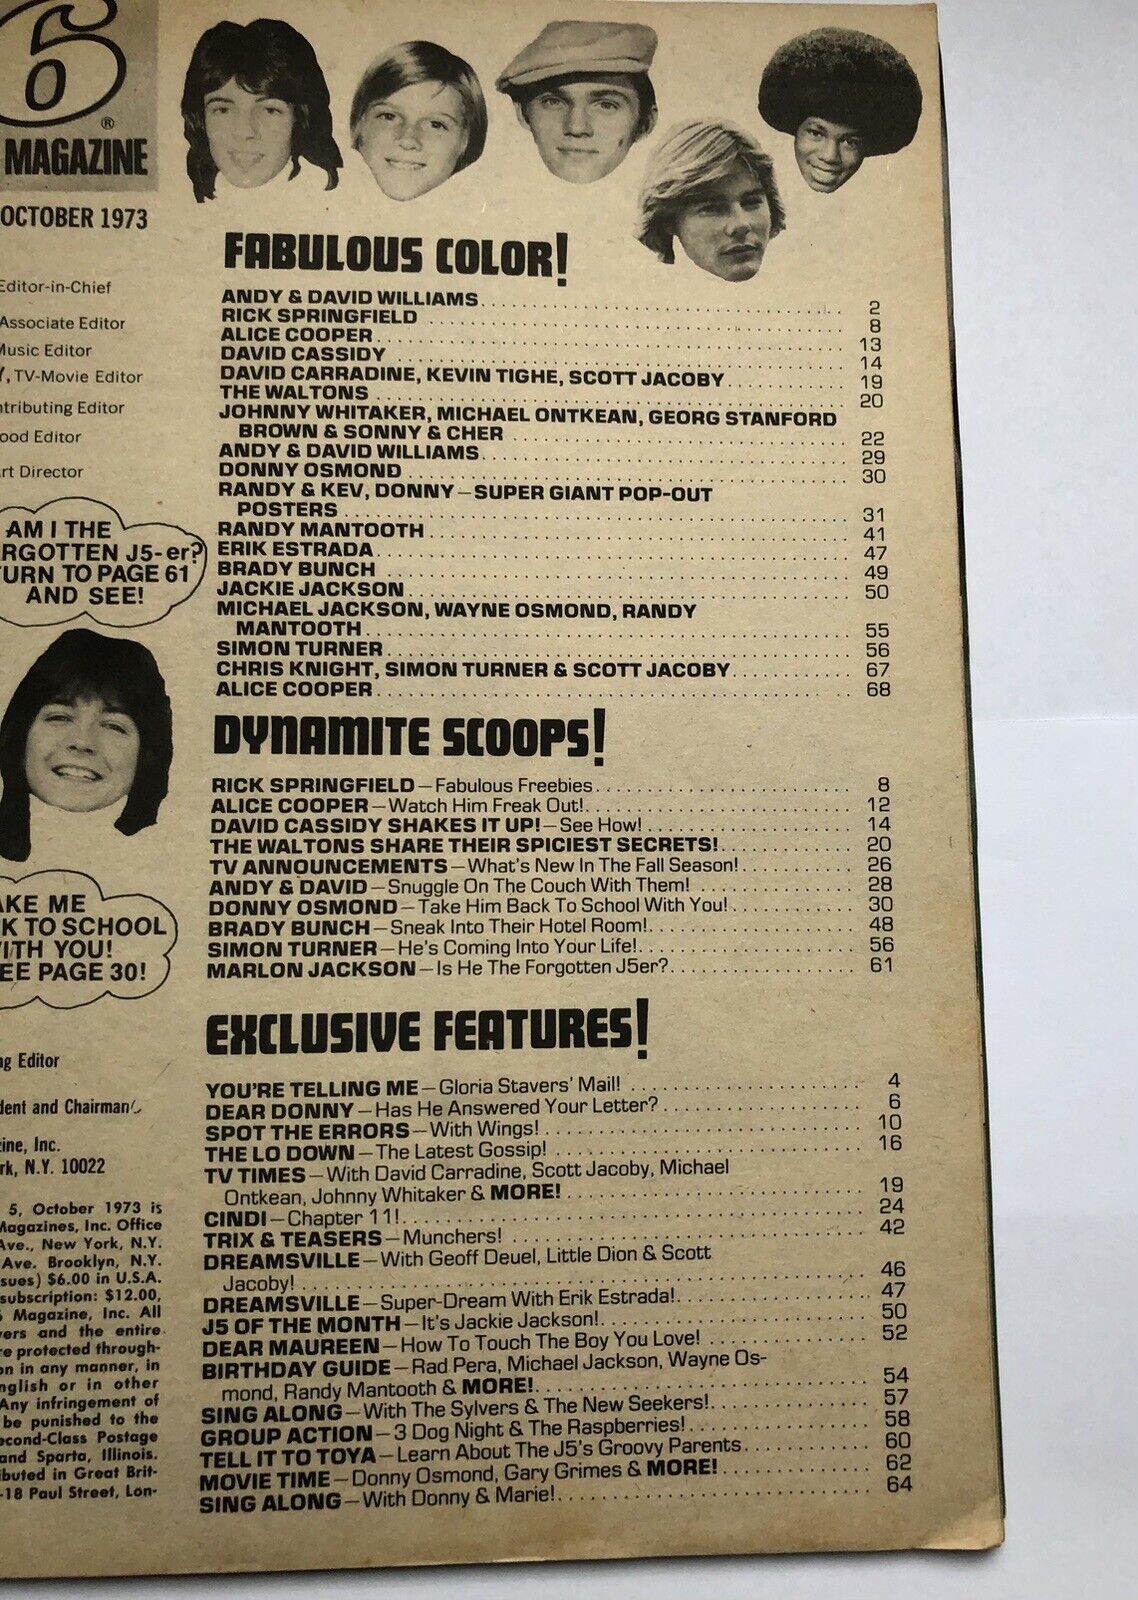 6
®
MAGAZINE
OCTOBER 1973
Editor-in-Chief
Associate Editor
Music Editor
TV-Movie Editor
Contributing Editor
ood Editor
Art Director
AM I THE
RGOTTEN J5-er?
TURN TO PAGE 61
AND SEE!
AKE ME
CK TO SCHOOL
WITH YOU!
SEE PAGE 30!
ng Editor
dent and Chairman
zine, Inc.
rk, N.Y. 10022
5, October 1973 is
Magazines, Inc. Office
Ave., New York, N.Y.
Ave. Brooklyn, N.Y.
sues) $6.00 in U.S.A.
subscription: $12.00,
6 Magazine, Inc. All
vers and the entire
re protected through-
on in any manner, in
nglish or in other
Any infringement of
be punished to the
econd-Class Postage
and Sparta, Illinois.
ibuted in Great Brit-
-18 Paul Street, Lon-
FABULOUS COLOR!
ANDY & DAVID WILLIAMS 2
RICK SPRINGFIELD 8
ALICE COOPER 13
DAVID CASSIDY 14
DAVID CARRADINE, KEVIN TIGHE, SCOTT JACOBY 19
THE WALTONS 20
JOHNNY WHITAKER, MICHAEL ONTKEAN, GEORG STANFORD
BROWN & SONNY & CHER 22
ANDY & DAVID WILLIAMS 29
DONNY OSMOND 30
RANDY & KEV, DONNY—SUPER GIANT POP-OUT
POSTERS 31
RANDY MANTOOTH 41
ERIK ESTRADA 47
BRADY BUNCH 49
JACKIE JACKSON 50
MICHAEL JACKSON, WAYNE OSMOND, RANDY
MANTOOTH 55
SIMON TURNER 56
CHRIS KNIGHT, SIMON TURNER & SCOTT JACOBY 67
ALICE COOPER 68
DYNAMITE SCOOPS!
RICK SPRINGFIELD—Fabulous Freebies 8
ALICE COOPER—Watch Him Freak Out! 12
DAVID CASSIDY SHAKES IT UP!—See How! 14
THE WALTONS SHARE THEIR SPICIEST SECRETS! 20
TV ANNOUNCEMENTS—What's New In The Fall Season! 26
ANDY & DAVID—Snuggle On The Couch With Them! 28
DONNY OSMOND—Take Him Back To School With You! 30
BRADY BUNCH—Sneak Into Their Hotel Room! 48
SIMON TURNER—He's Coming Into Your Life! 56
MARLON JACKSON—Is He The Forgotten J5er? 61
EXCLUSIVE FEATURES!
YOU'RE TELLING ME—Gloria Stavers' Mail! 4
DEAR DONNY—Has He Answered Your Letter? 6
SPOT THE ERRORS—With Wings! 10
THE LO DOWN—The Latest Gossip! 16
TV TIMES—With David Carradine, Scott Jacoby, Michael
Ontkean, Johnny Whitaker & MORE! 19
CINDI—Chapter 11! 24
TRIX & TEASERS—Munchers! 42
DREAMSVILLE—With Geoff Deuel, Little Dion & Scott
Jacoby! 46
DREAMSVILLE—Super-Dream With Erik Estrada! 47
J5 OF THE MONTH—It's Jackie Jackson! 50
DEAR MAUREEN—How To Touch The Boy You Love! 52
BIRTHDAY GUIDE—Rad Pera, Michael Jackson, Wayne Os-
mond, Randy Mantooth & MORE! 54
SING ALONG—With The Sylvers & The New Seekers! 57
GROUP ACTION—3 Dog Night & The Raspberries! 58
TELL IT TO TOYA—Learn About The J5's Groovy Parents 60
MOVIE TIME—Donny Osmond, Gary Grimes & MORE! 62
SING ALONG—With Donny & Marie! 64